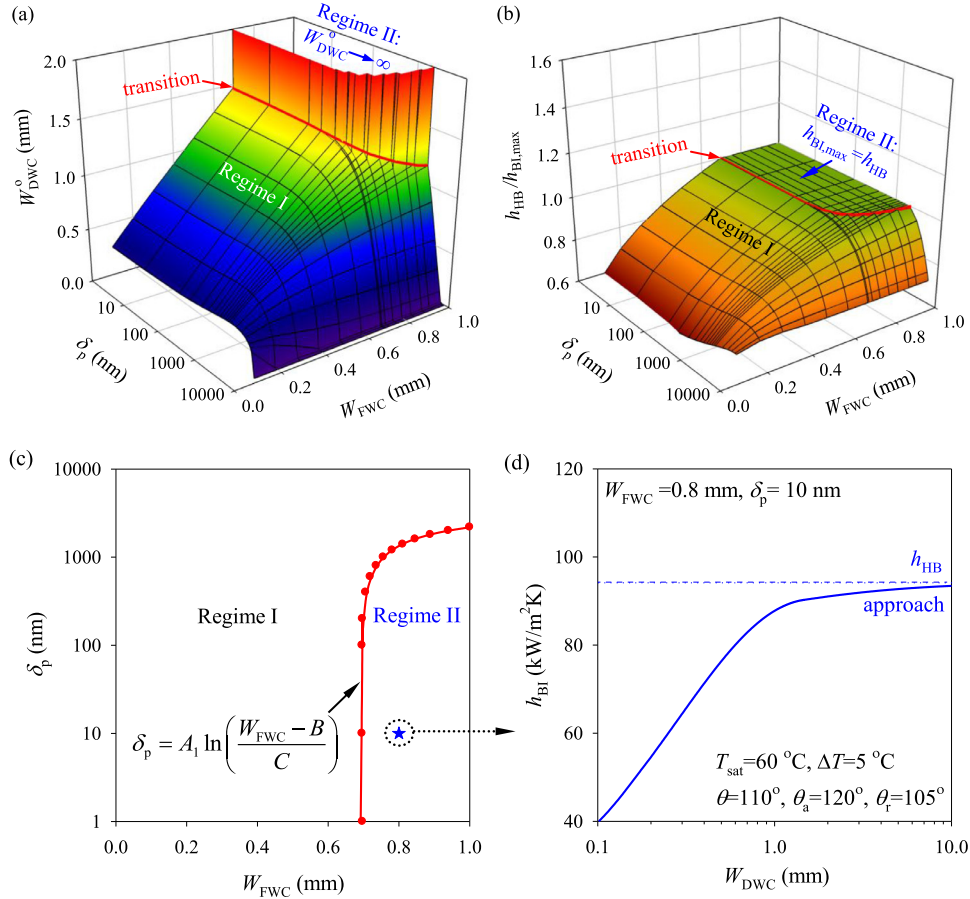 (a)
Regime II:
W°DWC → ∞
transition
Regime I
W°DWC (mm)
2.0
1.5
1.0
0.5
0.0
10
100
1000
10000
δp (nm)
0.0
0.2
0.4
0.6
0.8
1.0
WFWC (mm)
(b)
Regime II:
hBI,max =hHB
transition
Regime I
hHB/hBI,max
1.6
1.4
1.2
1.0
0.8
0.6
10
100
1000
10000
δp (nm)
0.0
0.2
0.4
0.6
0.8
1.0
WFWC (mm)
(c)
10000
1000
100
10
1
δp (nm)
Regime I
Regime II
δp = A1 ln((WFWC − B)/C)
0.0
0.2
0.4
0.6
0.8
1.0
WFWC (mm)
(d)
120
100
80
60
40
hBI (kW/m²K)
WFWC =0.8 mm, δp= 10 nm
hHB
approach
Tsat=60 °C, ΔT=5 °C
θ=110°, θa=120°, θr=105°
0.1
1.0
10.0
WDWC (mm)